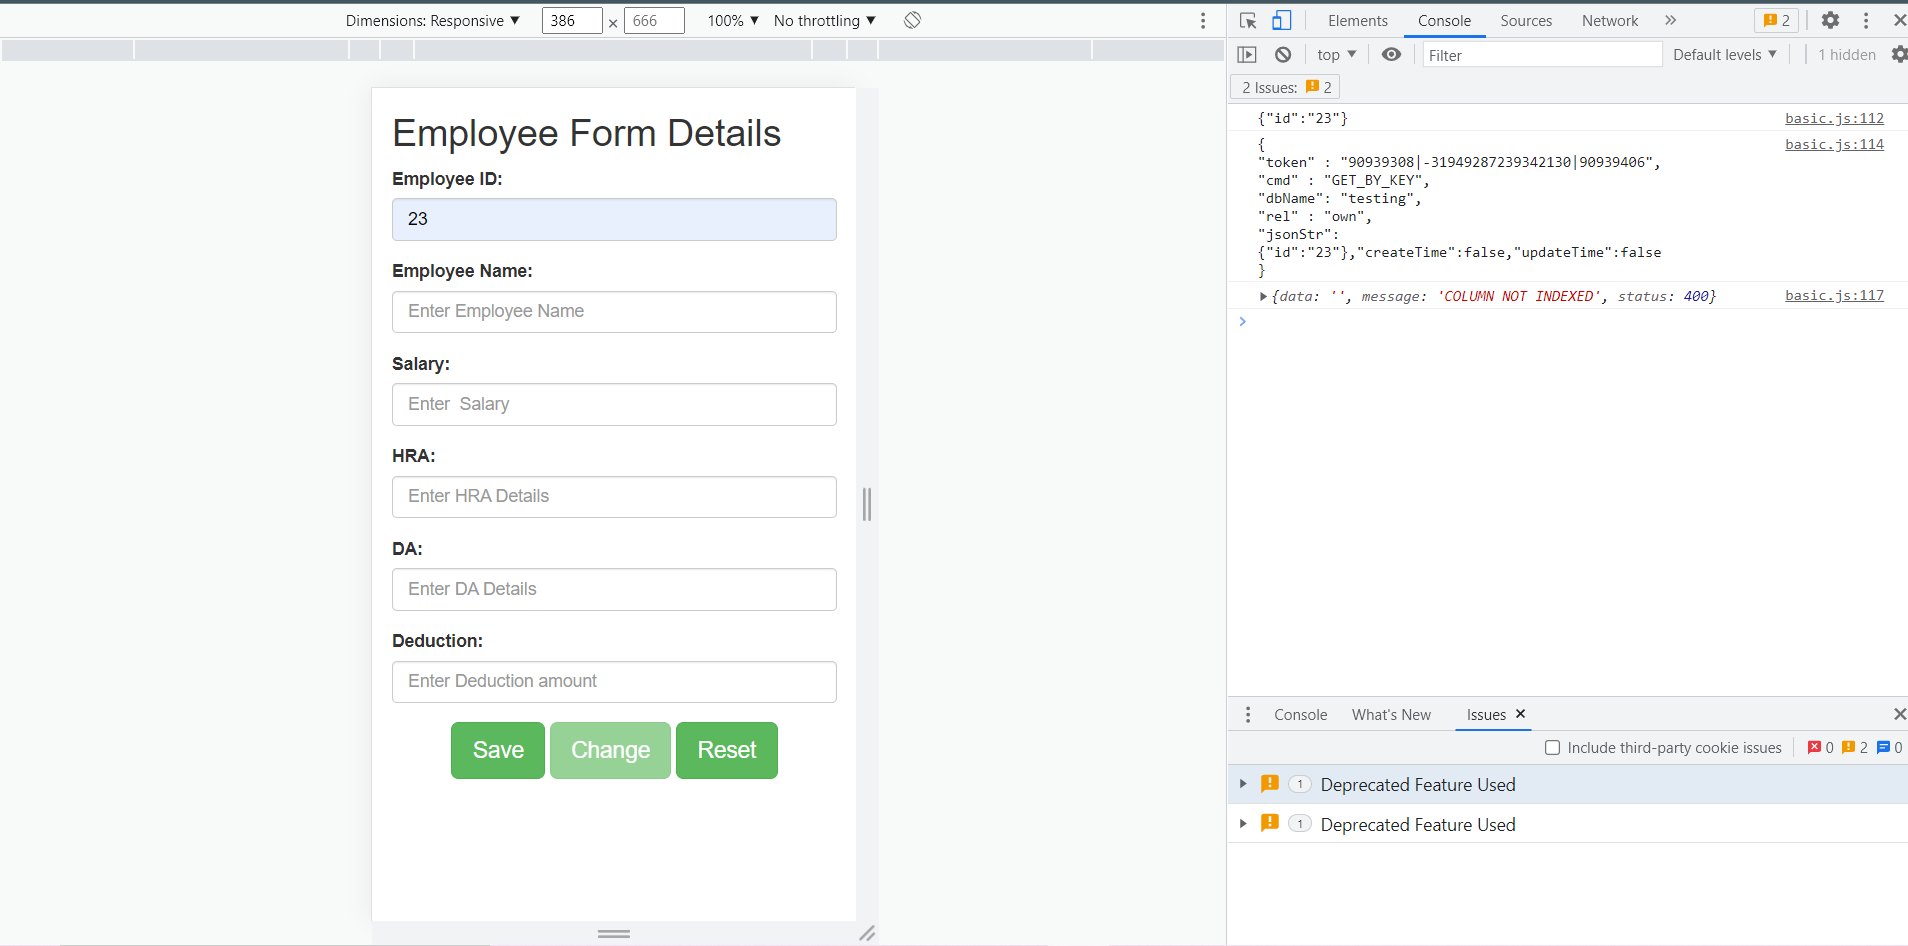 Dimensions: Responsive ▼ 386 × 666 100% ▼ No throttling ▼
Employee Form Details
Employee ID:
23
Employee Name:
Enter Employee Name
Salary:
Enter  Salary
HRA:
Enter HRA Details
DA:
Enter DA Details
Deduction:
Enter Deduction amount
Save Change Reset
Elements Console Sources Network » 2
top ▼ Filter Default levels ▼ 1 hidden
2 Issues: 2
{"id":"23"} basic.js:112
{ basic.js:114
"token" : "90939308|-31949287239342130|90939406",
"cmd" : "GET_BY_KEY",
"dbName": "testing",
"rel" : "own",
"jsonStr":
{"id":"23"},"createTime":false,"updateTime":false
}
{data: '', message: 'COLUMN NOT INDEXED', status: 400} basic.js:117
Console What's New Issues ×
Include third-party cookie issues 0 2 0
1 Deprecated Feature Used
1 Deprecated Feature Used